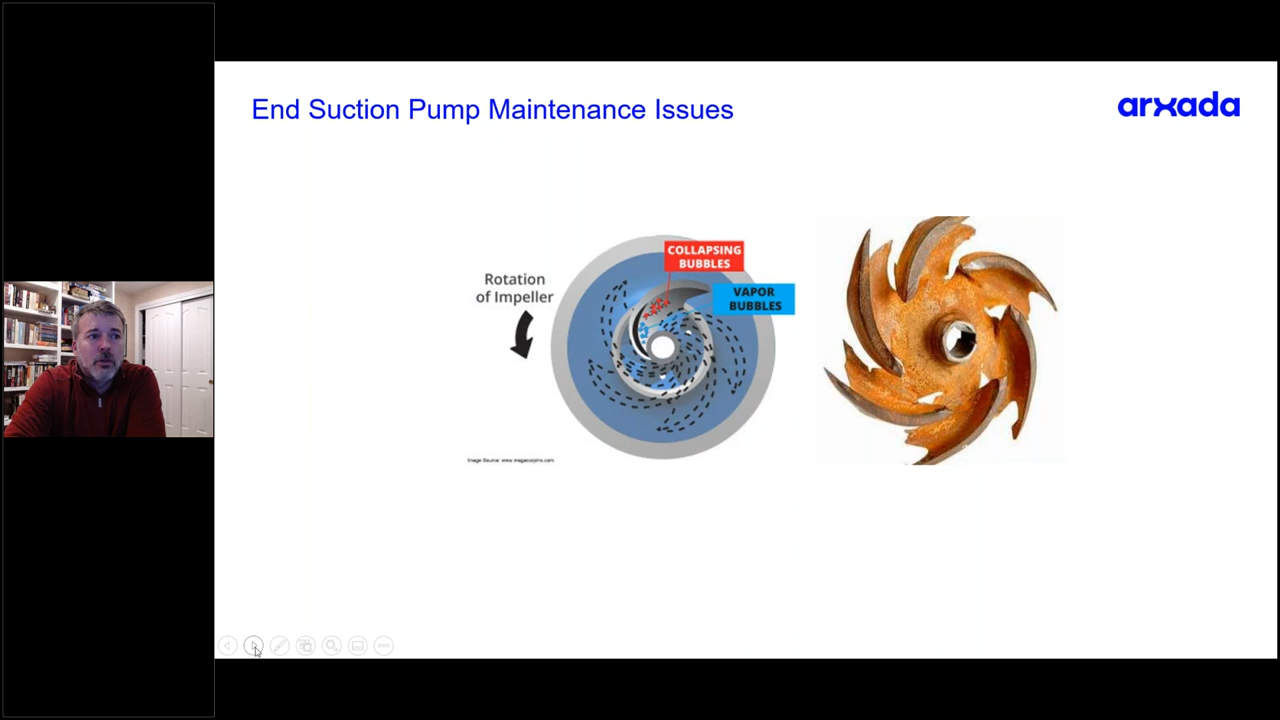 End Suction Pump Maintenance Issues
arxada
COLLAPSING
BUBBLES
Rotation
of Impeller
VAPOR
BUBBLES